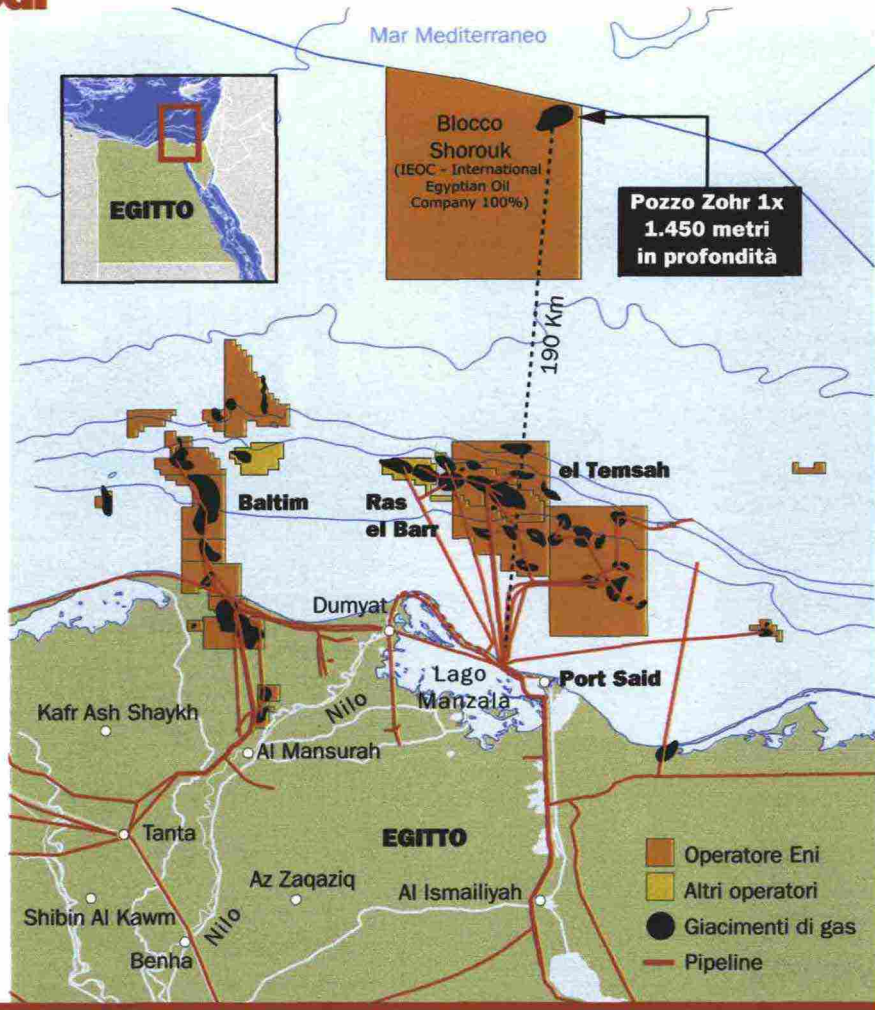 Mar Mediterraneo
Blocco
Shorouk
(IEOC - International
Egyptian Oil
Company 100%)
EGITTO
Pozzo Zohr 1x
1.450 metri
in profondità
190 Km
el Temsah
Baltim
Ras
el Barr
Dumyat
Lago
Manzala
Port Said
Kafr Ash Shaykh
Nilo
Al Mansurah
Tanta
EGITTO
Operatore Eni
Az Zaqaziq
Al Ismailiyah
Altri operatori
Shibin Al Kawm
Nilo
Giacimenti di gas
Benha
Pipeline